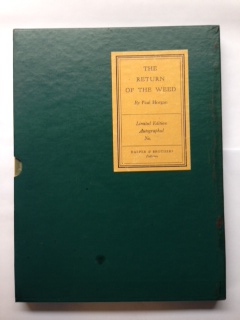 THE
RETURN
OF THE WEED
By Paul Horgan
Limited Edition
Autographed
No.
HARPER & BROTHERS